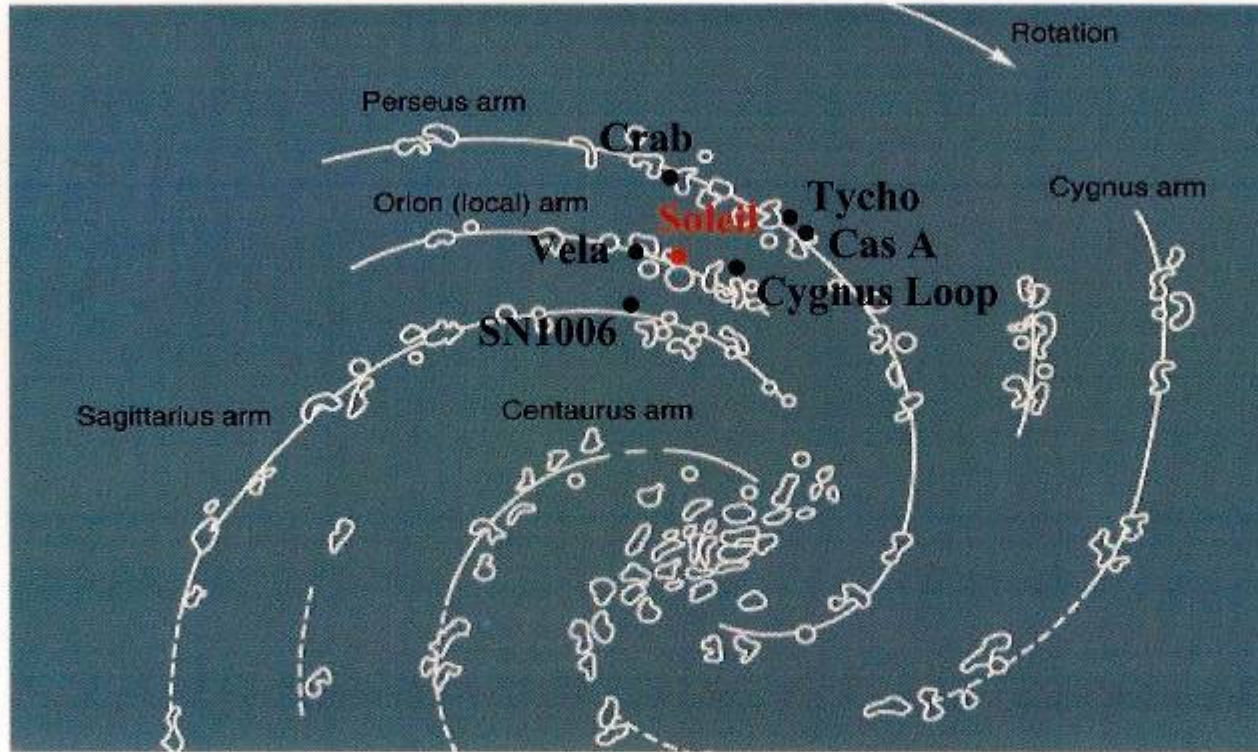 Rotation
Perseus arm
Crab
Cygnus arm
Orion (local) arm
Soleil
Tycho
Vela
Cas A
Cygnus Loop
SN1006
Sagittarius arm
Centaurus arm